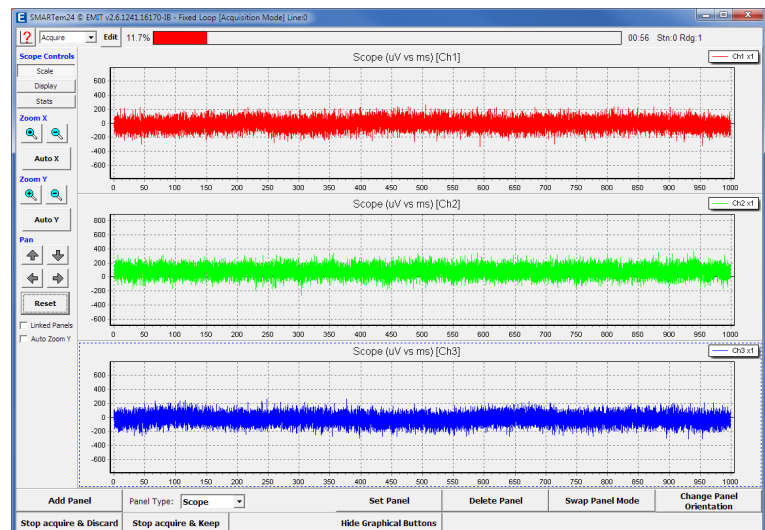 SMARTem24 © EMIT v2.6.1241.16170-IB - Fixed Loop [Acquisition Mode] Line:0
Acquire Edit 11.7% 00:56 Stn:0 Rdg:1
Scope Controls
Scale
Display
Stats
Zoom X
Auto X
Zoom Y
Auto Y
Pan
Reset
Linked Panels
Auto Zoom Y
Scope (uV vs ms) [Ch1]
Ch1 x1
600
400
200
0
-200
-400
-600
0 50 100 150 200 250 300 350 400 450 500 550 600 650 700 750 800 850 900 950 1000
Scope (uV vs ms) [Ch2]
Ch2 x1
800
600
400
200
0
-200
-400
-600
0 50 100 150 200 250 300 350 400 450 500 550 600 650 700 750 800 850 900 950 1000
Scope (uV vs ms) [Ch3]
Ch3 x1
600
400
200
0
-200
-400
-600
0 50 100 150 200 250 300 350 400 450 500 550 600 650 700 750 800 850 900 950 1000
Add Panel Panel Type: Scope Set Panel Delete Panel Swap Panel Mode Change Panel
Orientation
Stop acquire & Discard Stop acquire & Keep Hide Graphical Buttons